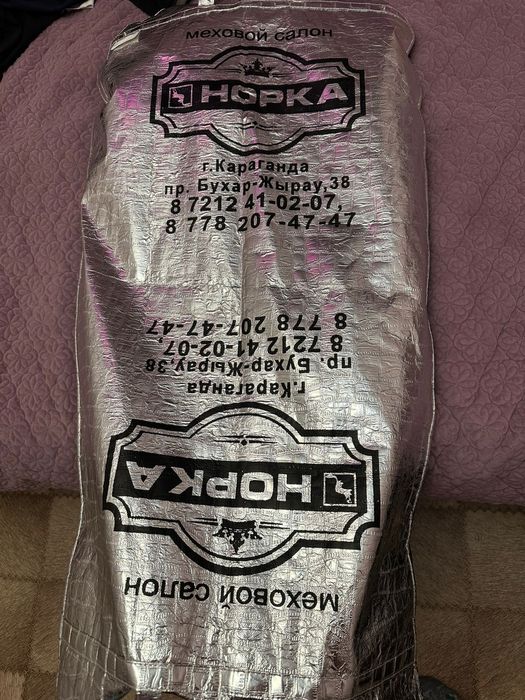 меховой салон
НОРКА
г.Караганда
пр. Бухар-Жырау,38
8 7212 41-02-07,
8 778 207-47-47
8 778 207-47-47
8 7212 41-02-07,
пр. Бухар-Жырау,38
г.Караганда
НОРКА
меховой салон